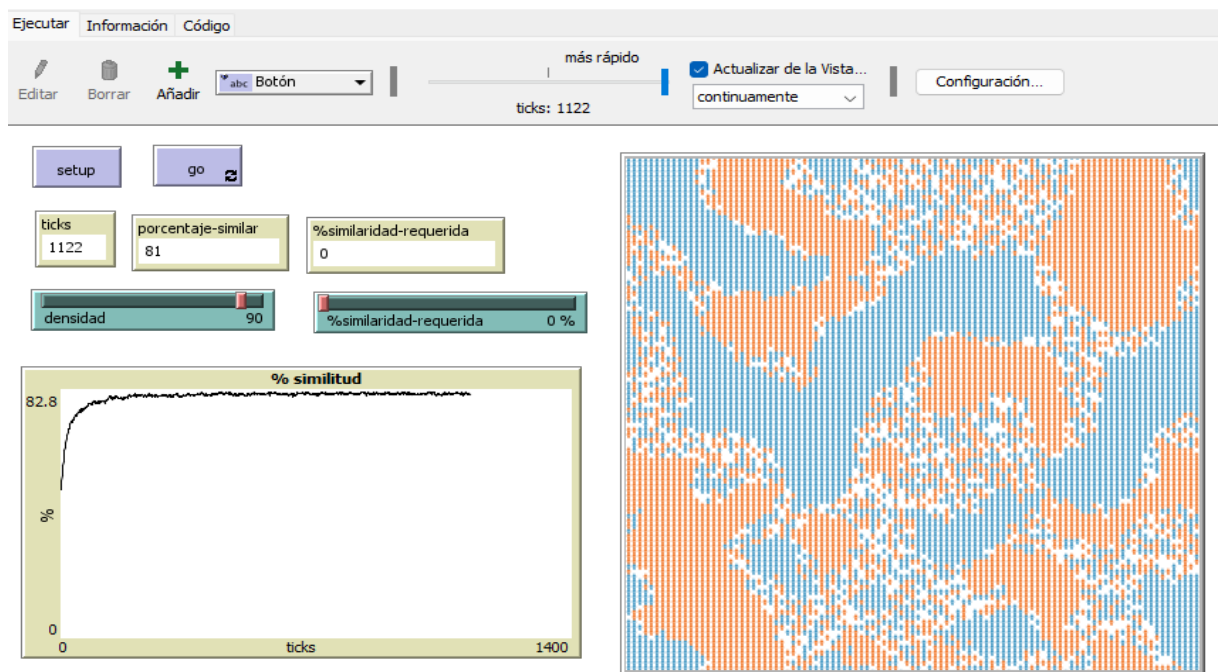 Ejecutar Información Código
más rápido
Editar Borrar Añadir abc Botón
ticks: 1122
Actualizar de la Vista...
continuamente
Configuración...
setup go
ticks
1122
porcentaje-similar
81
%similaridad-requerida
0
densidad 90
%similaridad-requerida 0 %
% similitud
82.8
%
0
0 ticks 1400